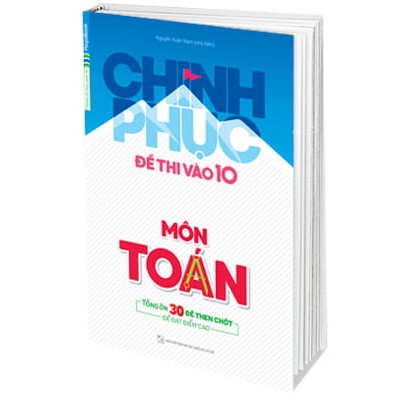 Nguyễn Xuân Nam (chủ biên)
CHINH
PHỤC
ĐỀ THI VÀO 10
MÔN
TOÁN
TỔNG ÔN 30 ĐỀ THEN CHỐT
ĐỂ ĐẠT ĐIỂM CAO
Megabook